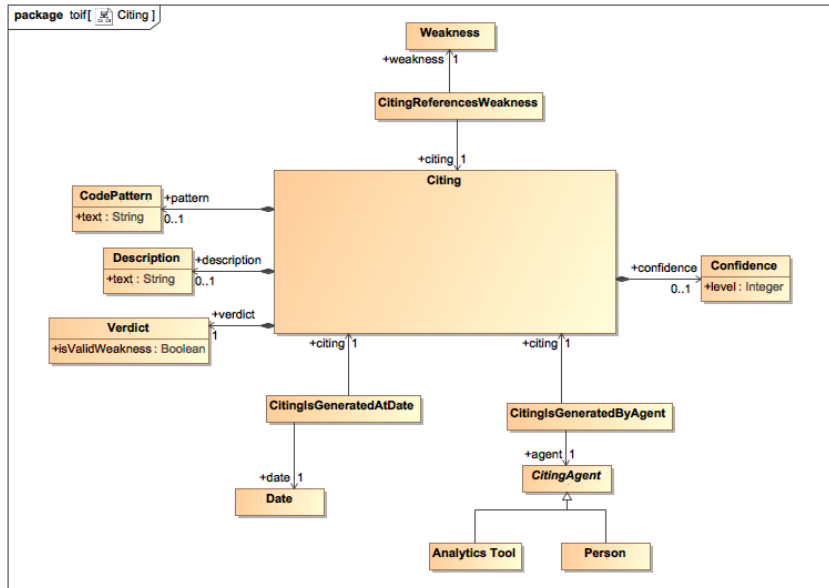 package toif[ Citing ]
Weakness
+weakness 1
CitingReferencesWeakness
+citing 1
Citing
CodePattern
+text : String
+pattern
0..1
Description
+text : String
+description
0..1
+confidence
0..1
Confidence
+level : Integer
Verdict
+isValidWeakness : Boolean
+verdict
1
+citing 1
+citing 1
CitingIsGeneratedAtDate
CitingIsGeneratedByAgent
+agent 1
+date 1
CitingAgent
Date
Analytics Tool
Person